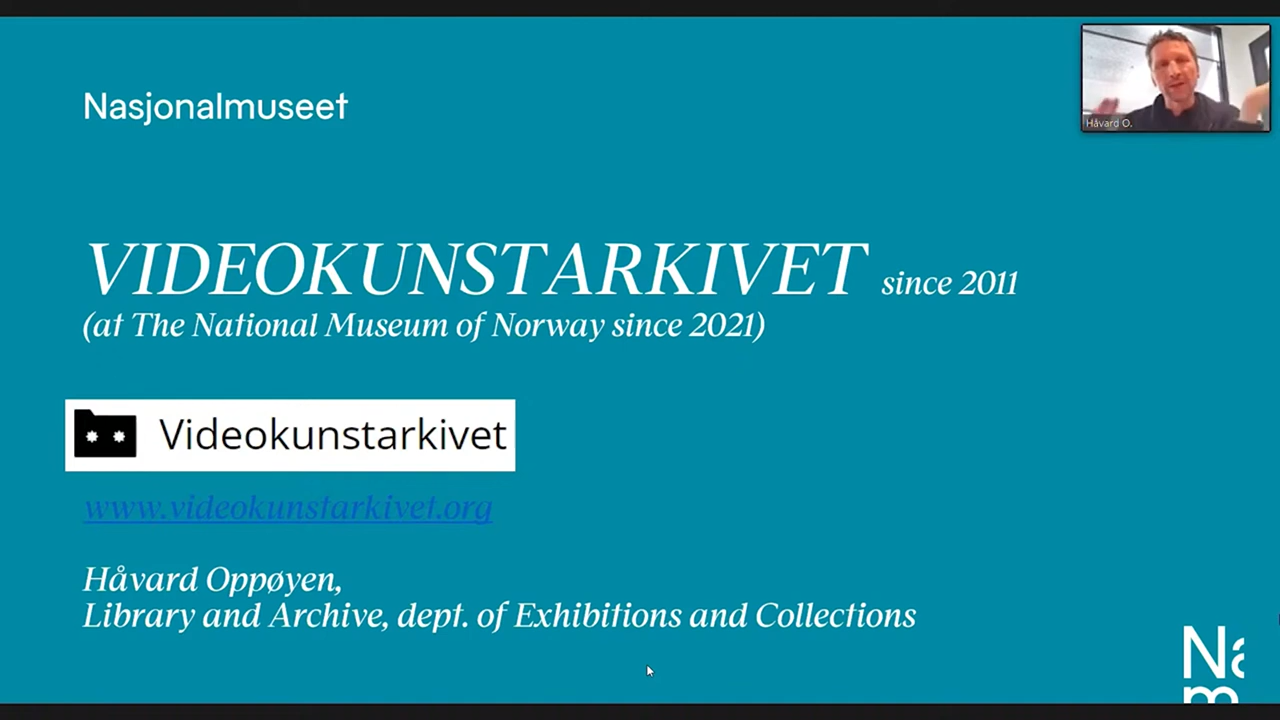 Nasjonalmuseet
Håvard O.
VIDEOKUNSTARKIVET since 2011
(at The National Museum of Norway since 2021)
Videokunstarkivet
www.videokunstarkivet.org
Håvard Oppøyen,
Library and Archive, dept. of Exhibitions and Collections
Na
m